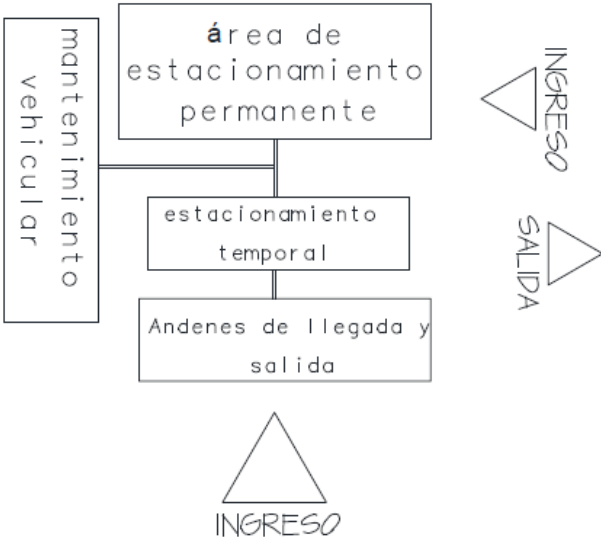 mantenimiento
vehicular
área de
estacionamiento
permanente
INGRESO
estacionamiento
temporal
SALIDA
Andenes de llegada y
salida
INGRESO